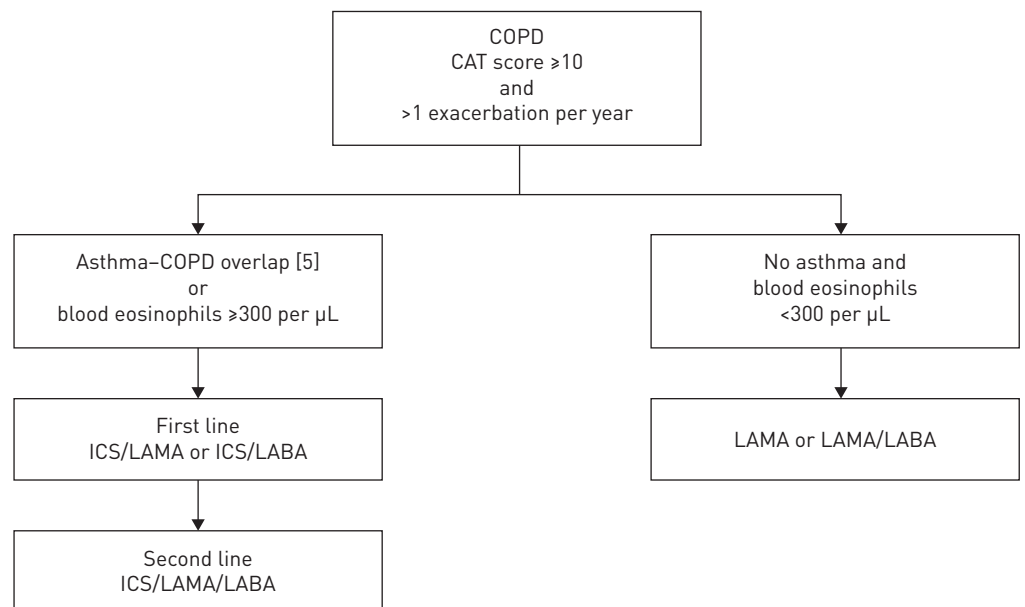 COPD
CAT score ⩾10
and
>1 exacerbation per year
Asthma–COPD overlap [5]
or
blood eosinophils ⩾300 per µL
No asthma and
blood eosinophils
<300 per µL
First line
ICS/LAMA or ICS/LABA
LAMA or LAMA/LABA
Second line
ICS/LAMA/LABA